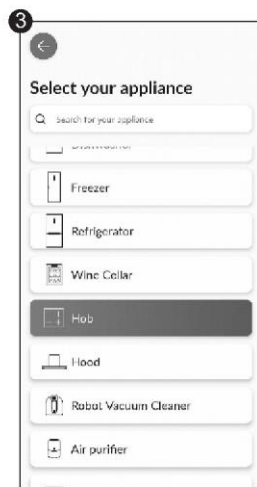 3
Select your appliance
Search for your appliance
Dishwasher
Freezer
Refrigerator
Wine Cellar
Hob
Hood
Robot Vacuum Cleaner
Air purifier